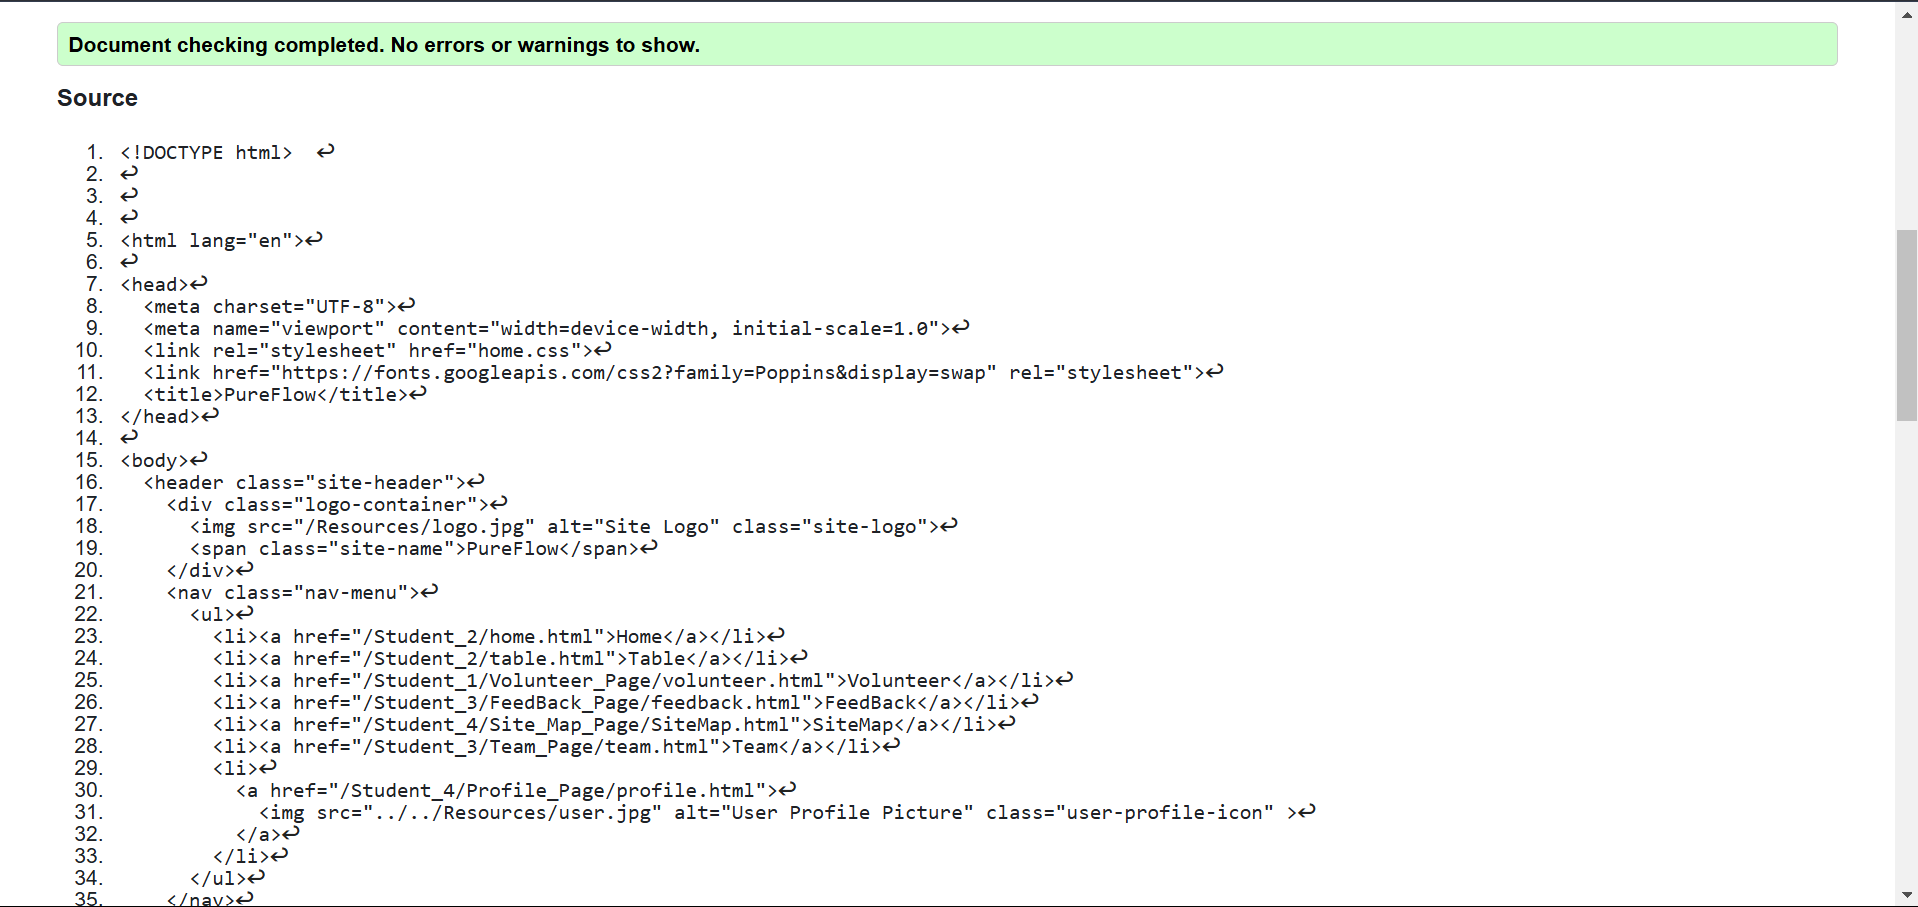 Document checking completed. No errors or warnings to show.
Source
1. <!DOCTYPE html>  ↩
2. ↩
3. ↩
4. ↩
5. <html lang="en">↩
6. ↩
7. <head>↩
8.   <meta charset="UTF-8">↩
9.   <meta name="viewport" content="width=device-width, initial-scale=1.0">↩
10.   <link rel="stylesheet" href="home.css">↩
11.   <link href="https://fonts.googleapis.com/css2?family=Poppins&display=swap" rel="stylesheet">↩
12.   <title>PureFlow</title>↩
13. </head>↩
14. ↩
15. <body>↩
16.   <header class="site-header">↩
17.     <div class="logo-container">↩
18.       <img src="/Resources/logo.jpg" alt="Site Logo" class="site-logo">↩
19.       <span class="site-name">PureFlow</span>↩
20.     </div>↩
21.     <nav class="nav-menu">↩
22.       <ul>↩
23.         <li><a href="/Student_2/home.html">Home</a></li>↩
24.         <li><a href="/Student_2/table.html">Table</a></li>↩
25.         <li><a href="/Student_1/Volunteer_Page/volunteer.html">Volunteer</a></li>↩
26.         <li><a href="/Student_3/FeedBack_Page/feedback.html">FeedBack</a></li>↩
27.         <li><a href="/Student_4/Site_Map_Page/SiteMap.html">SiteMap</a></li>↩
28.         <li><a href="/Student_3/Team_Page/team.html">Team</a></li>↩
29.         <li>↩
30.           <a href="/Student_4/Profile_Page/profile.html">↩
31.             <img src="../../Resources/user.jpg" alt="User Profile Picture" class="user-profile-icon" >↩
32.           </a>↩
33.         </li>↩
34.       </ul>↩
35.     </nav>↩